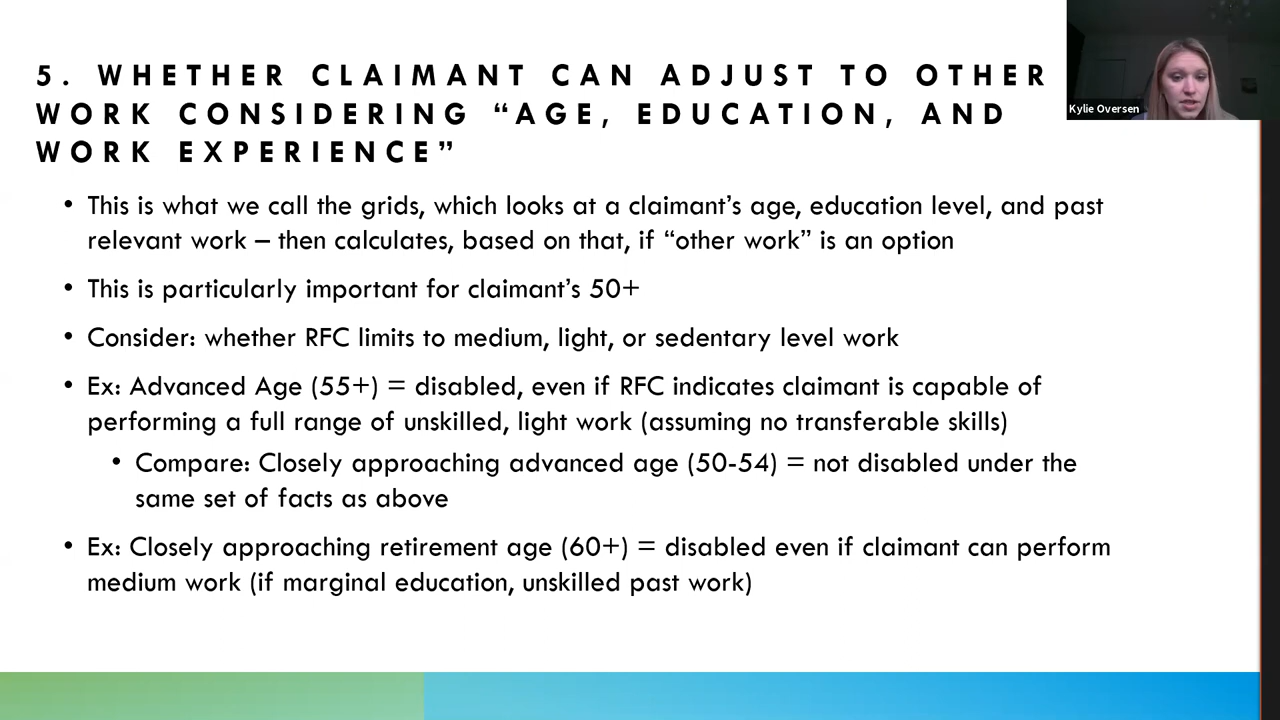 5. WHETHER CLAIMANT CAN ADJUST TO OTHER
WORK CONSIDERING “AGE, EDUCATION, AND
WORK EXPERIENCE”
Kylie Oversen
• This is what we call the grids, which looks at a claimant’s age, education level, and past
relevant work – then calculates, based on that, if “other work” is an option
• This is particularly important for claimant’s 50+
• Consider: whether RFC limits to medium, light, or sedentary level work
• Ex: Advanced Age (55+) = disabled, even if RFC indicates claimant is capable of
performing a full range of unskilled, light work (assuming no transferable skills)
• Compare: Closely approaching advanced age (50-54) = not disabled under the
same set of facts as above
• Ex: Closely approaching retirement age (60+) = disabled even if claimant can perform
medium work (if marginal education, unskilled past work)